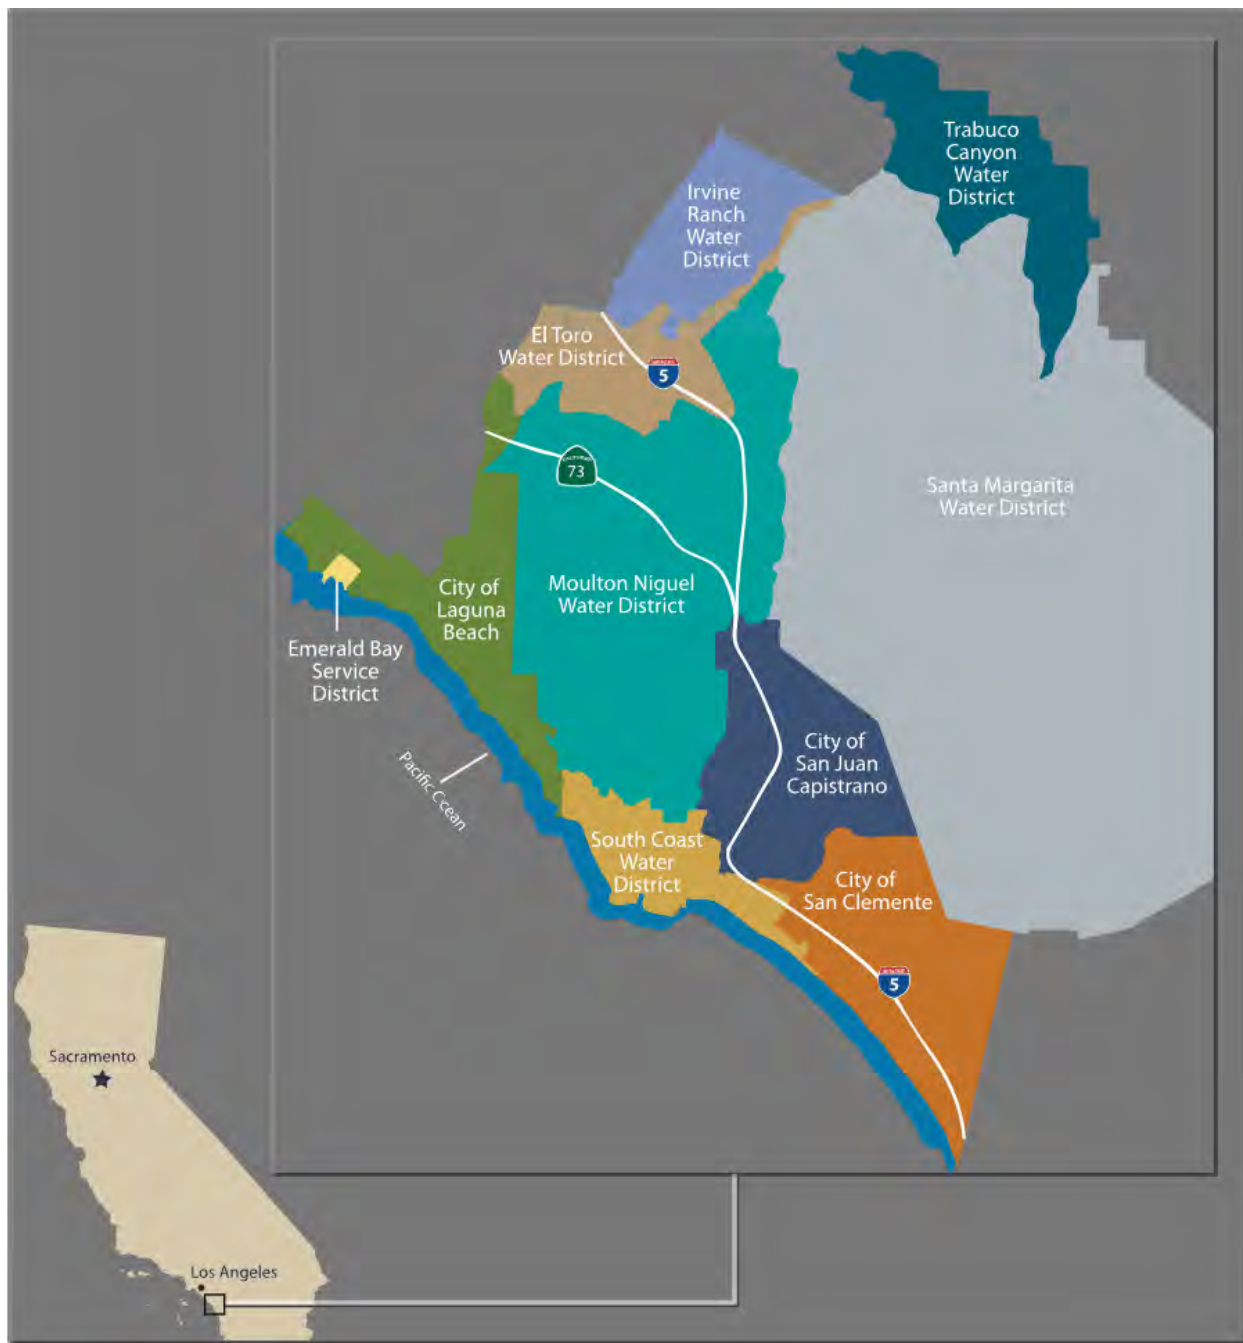 Trabuco
Canyon
Water
District
Irvine
Ranch
Water
District
El Toro
Water District
5
73
Santa Margarita
Water District
City of
Laguna
Beach
Moulton Niguel
Water District
Emerald Bay
Service
District
Pacific Ocean
City of
San Juan
Capistrano
South Coast
Water
District
City of
San Clemente
5
Sacramento
Los Angeles